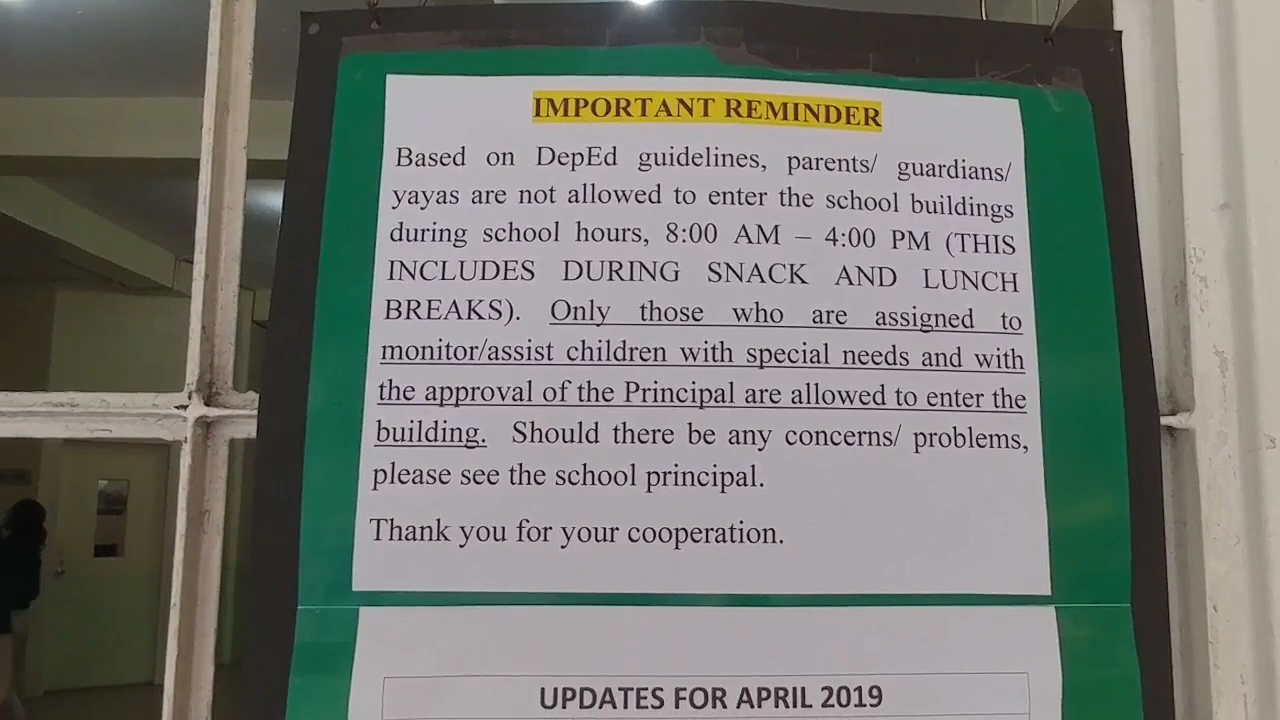 IMPORTANT REMINDER
Based on DepEd guidelines, parents/ guardians/
yayas are not allowed to enter the school buildings
during school hours, 8:00 AM – 4:00 PM (THIS
INCLUDES DURING SNACK AND LUNCH
BREAKS). Only those who are assigned to
monitor/assist children with special needs and with
the approval of the Principal are allowed to enter the
building. Should there be any concerns/ problems,
please see the school principal.
Thank you for your cooperation.
UPDATES FOR APRIL 2019